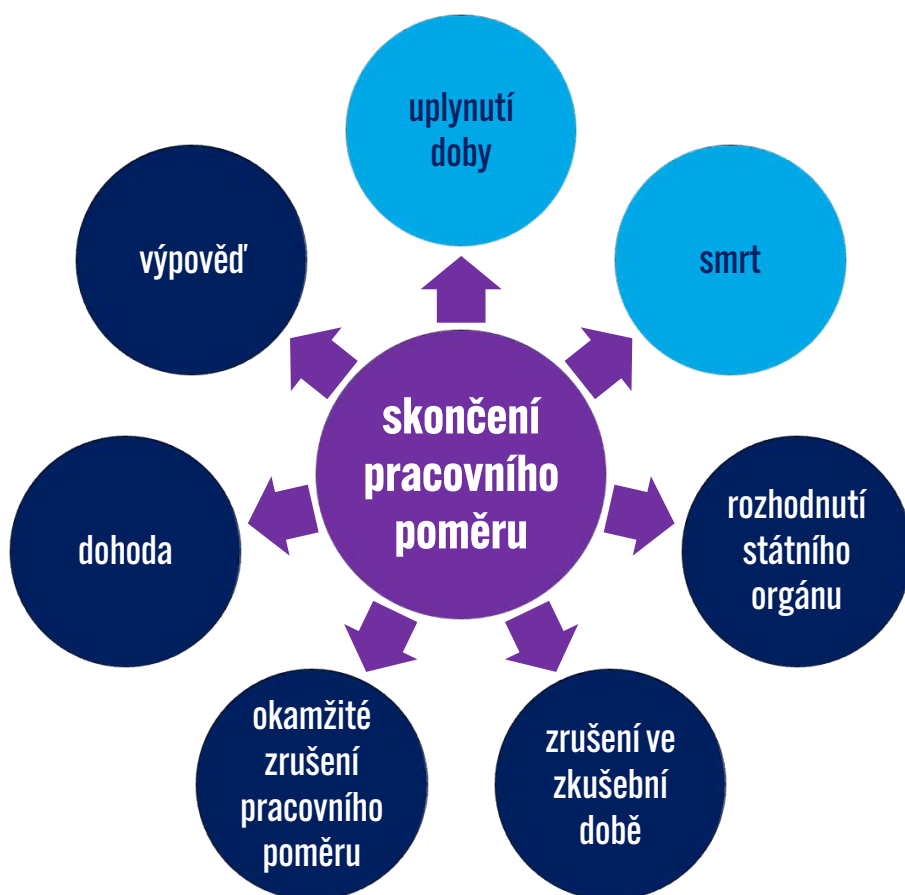 uplynutí
doby
výpověď
smrt
skončení
pracovního
poměru
dohoda
rozhodnutí
státního
orgánu
okamžité
zrušení
pracovního
poměru
zrušení ve
zkušební
době